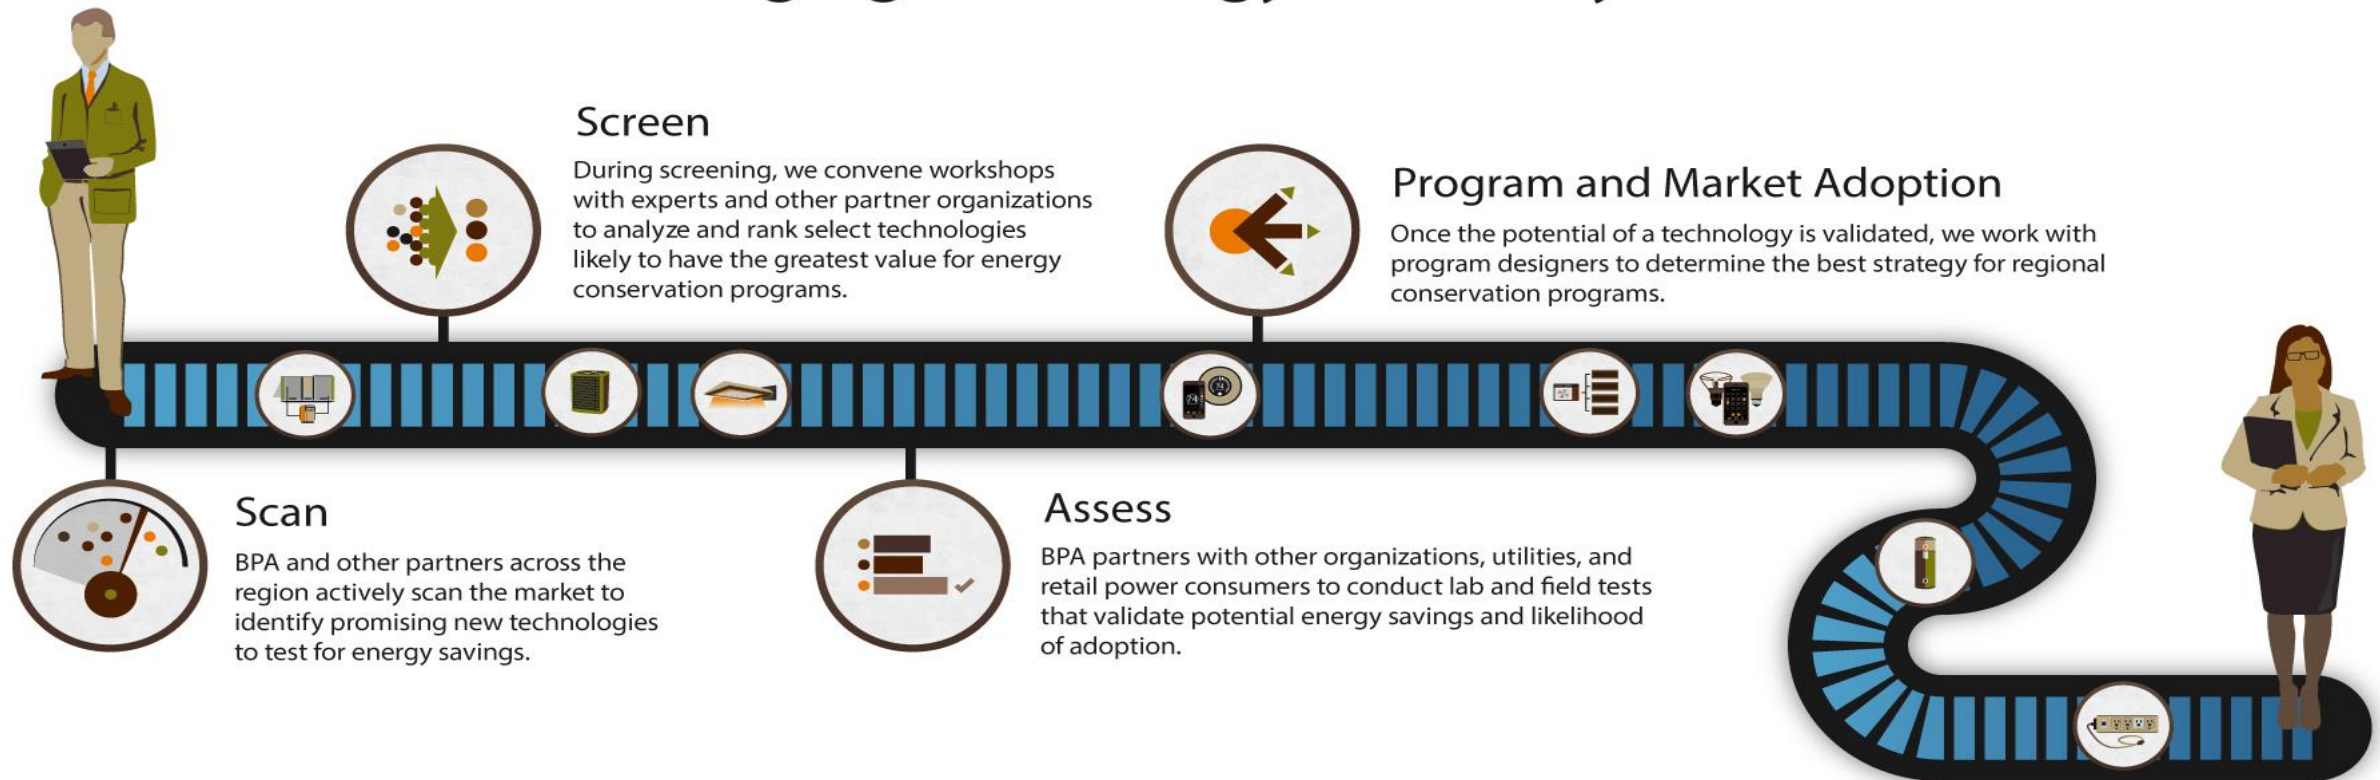 Screen
During screening, we convene workshops
with experts and other partner organizations
to analyze and rank select technologies
likely to have the greatest value for energy
conservation programs.
Program and Market Adoption
Once the potential of a technology is validated, we work with
program designers to determine the best strategy for regional
conservation programs.
Scan
BPA and other partners across the
region actively scan the market to
identify promising new technologies
to test for energy savings.
Assess
BPA partners with other organizations, utilities, and
retail power consumers to conduct lab and field tests
that validate potential energy savings and likelihood
of adoption.
74
74